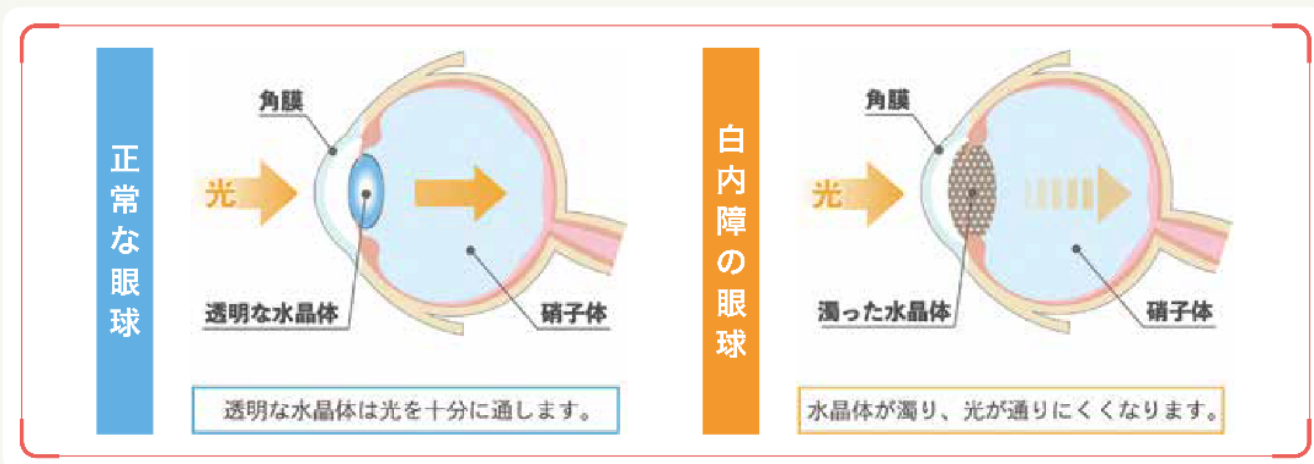 正常な眼球
角膜
光
透明な水晶体
硝子体
透明な水晶体は光を十分に通します。
白内障の眼球
角膜
光
濁った水晶体
硝子体
水晶体が濁り、光が通りにくくなります。